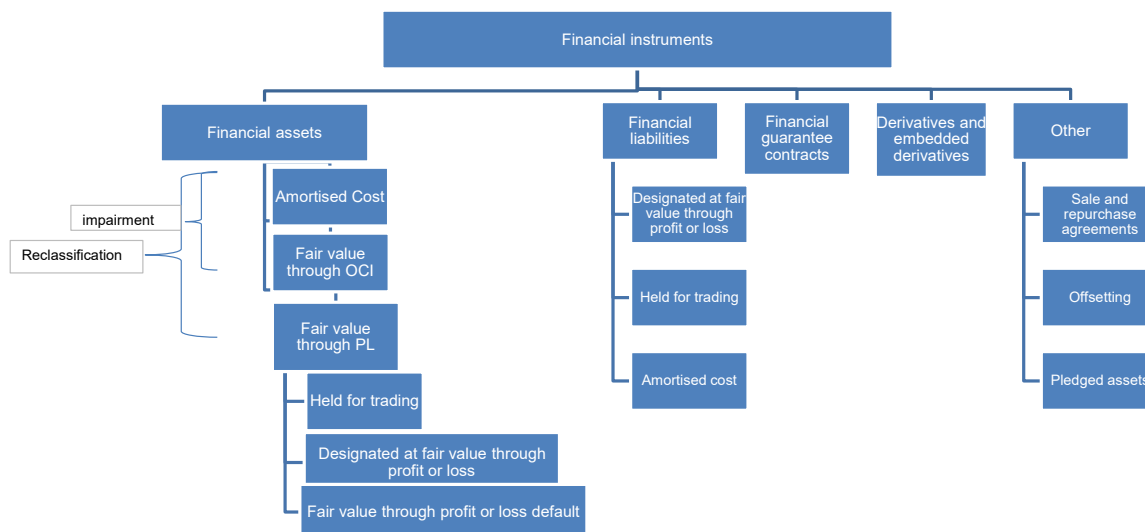 Financial instruments
Financial assets
Financial
liabilities
Financial
guarantee
contracts
Derivatives and
embedded
derivatives
Other
impairment
Reclassification
Amortised Cost
Fair value
through OCI
Fair value
through PL
Held for trading
Designated at fair value through
profit or loss
Fair value through profit or loss default
Designated at fair
value through
profit or loss
Held for trading
Amortised cost
Sale and
repurchase
agreements
Offsetting
Pledged assets